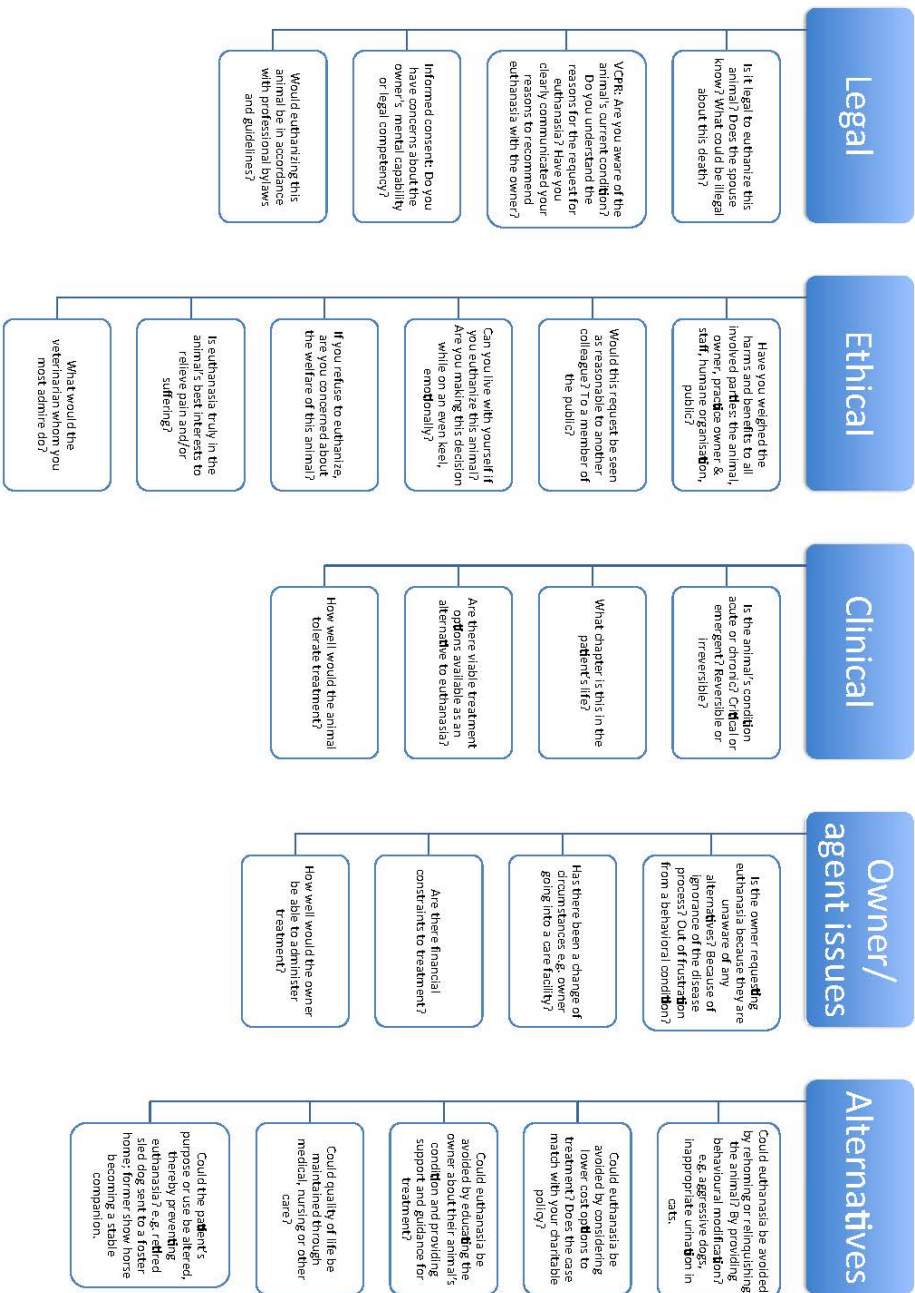 Legal
Is it legal to euthanize this
animal? Does the spouse
know? What could be illegal
about this death?
VCPR: Are you aware of the
animal's current condition?
Do you understand the
reasons for the request for
euthanasia? Have you
clearly communicated your
reasons to recommend
euthanasia with the owner?
Informed consent: Do you
have concerns about the
owner's mental capability
or legal competency?
Would euthanizing this
animal be in accordance
with professional bylaws
and guidelines?
Ethical
Have you weighed the
harms and benefits to all
involved parties: the animal,
owner, practice owner &
staff, humane organisation,
public?
Would this request be seen
as reasonable to another
colleague? To a member of
the public?
Can you live with yourself if
you euthanize this animal?
Are you making this decision
while on an even keel,
emotionally?
If you refuse to euthanize,
are you concerned about
the welfare of this animal?
Is euthanasia truly in the
animal's best interests to
relieve pain and/or
suffering?
What would the
veterinarian whom you
most admire do?
Clinical
Is the animal's condition
acute or chronic? Critical or
emergent? Reversible or
irreversible?
What chapter is this in the
patient's life?
Are there viable treatment
options available as an
alternative to euthanasia?
How well would the animal
tolerate treatment?
Owner/
agent issues
Is the owner requesting
euthanasia because they are
unaware of any
alternatives? Because of
ignorance of the disease
process? Out of frustration
from a behavioral condition?
Has there been a change of
circumstances e.g. owner
going into a care facility?
Are there financial
constraints to treatment?
How well would the owner
be able to administer
treatment?
Alternatives
Could euthanasia be avoided
by rehoming or relinquishing
the animal? By providing
behavioural modification?
e.g. aggressive dogs,
inappropriate urination in
cats.
Could euthanasia be
avoided by considering
lower cost options to
treatment? Does the case
match with your charitable
policy?
Could euthanasia be
avoided by educating the
owner about their animal's
condition and providing
support and guidance for
treatment?
Could quality of life be
maintained through
medical, nursing or other
care?
Could the patient's
purpose or use be altered,
thereby preventing
euthanasia? e.g. retired
sled dog sent to a foster
home; former show horse
becoming a stable
companion.